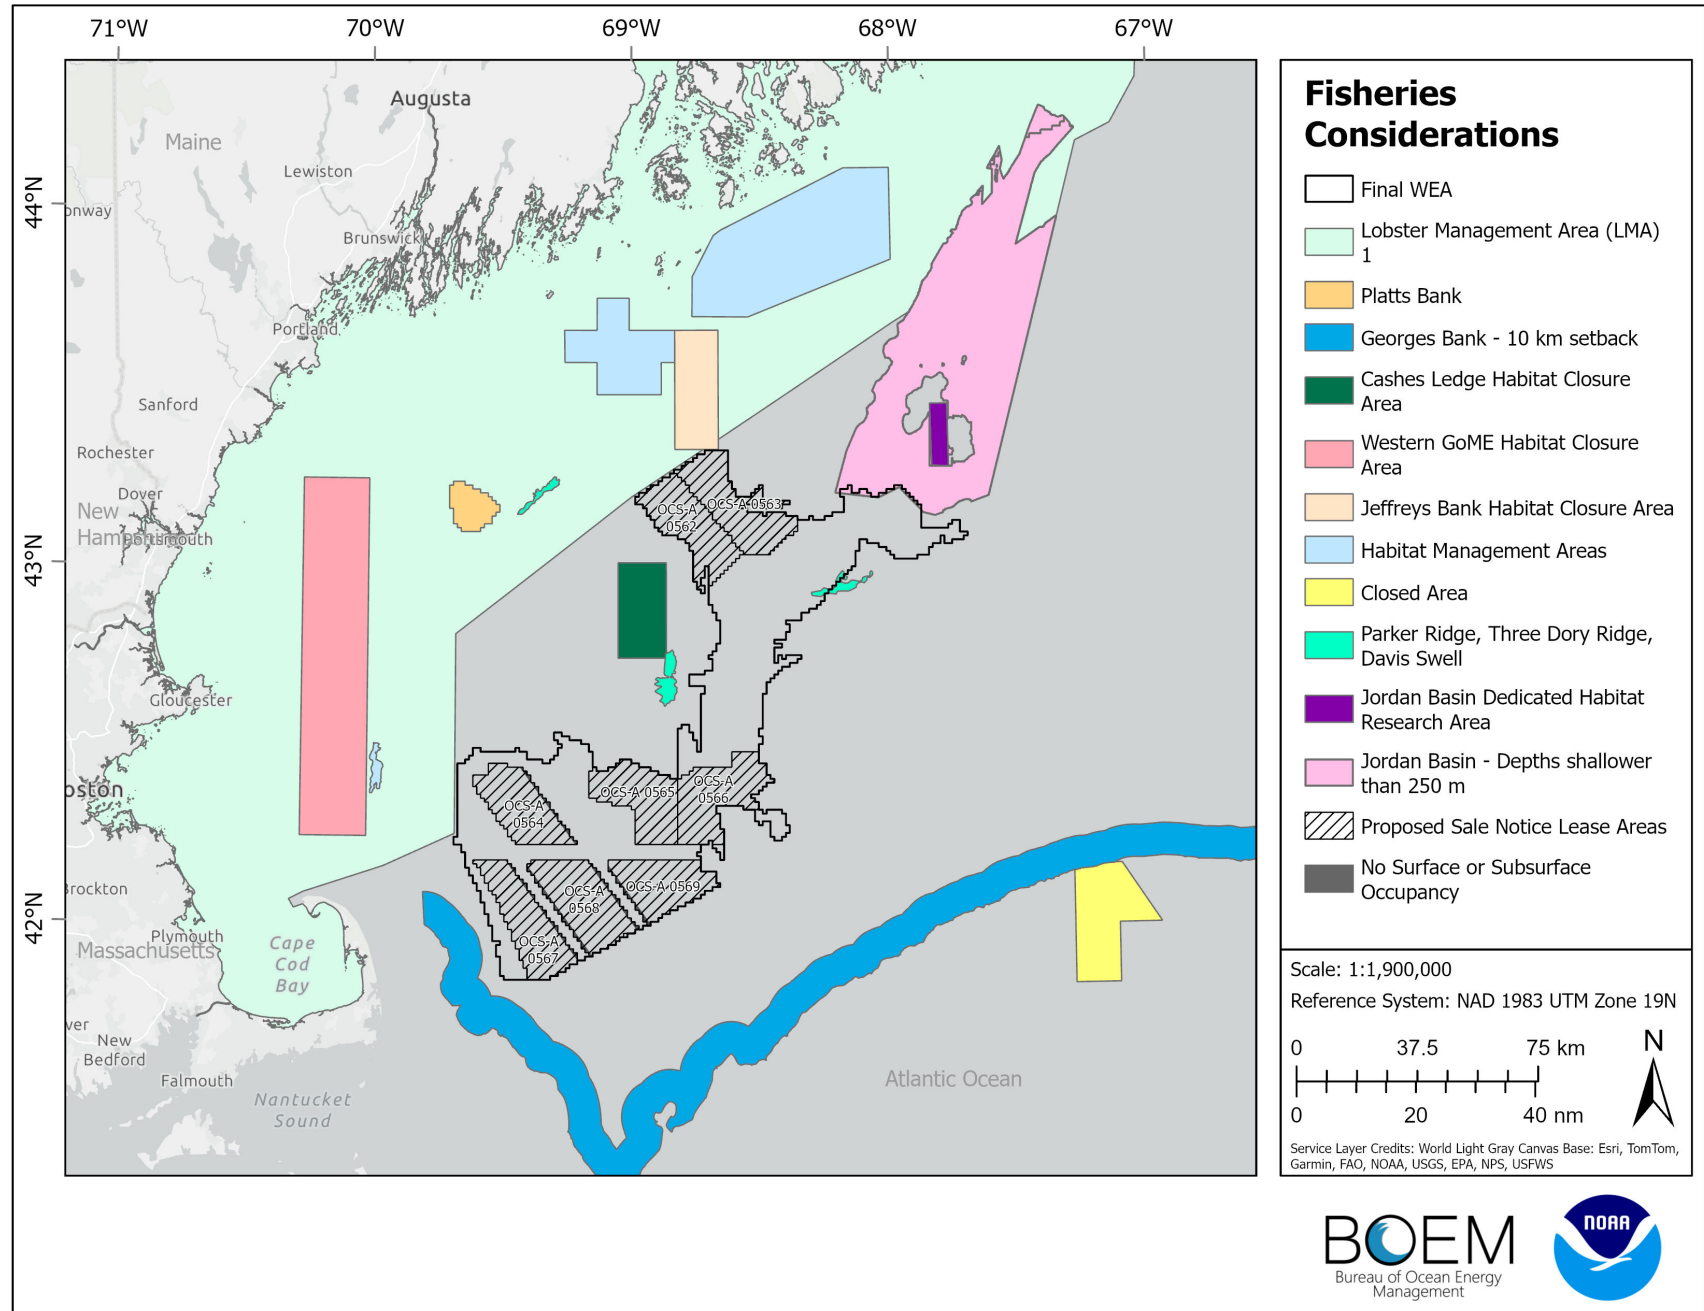 71°W 70°W 69°W 68°W 67°W
44°N
43°N
42°N
Augusta
Maine
Lewiston
onway
Brunswick
Portland
Sanford
Rochester
Dover
New
Hampshire
Portsmouth
Gloucester
oston
Brockton
Plymouth
Massachusetts
Cape
Cod
Bay
ver
New
Bedford
Falmouth
Nantucket
Sound
Atlantic Ocean
OCS-A
0562
OCS-A 0563
OCS-A
0564
OCS-A 0565
OCS-A
0566
OCS-A
0567
OCS-A
0568
OCS-A 0569
Fisheries
Considerations
Final WEA
Lobster Management Area (LMA)
1
Platts Bank
Georges Bank - 10 km setback
Cashes Ledge Habitat Closure
Area
Western GoME Habitat Closure
Area
Jeffreys Bank Habitat Closure Area
Habitat Management Areas
Closed Area
Parker Ridge, Three Dory Ridge,
Davis Swell
Jordan Basin Dedicated Habitat
Research Area
Jordan Basin - Depths shallower
than 250 m
Proposed Sale Notice Lease Areas
No Surface or Subsurface
Occupancy
Scale: 1:1,900,000
Reference System: NAD 1983 UTM Zone 19N
0 37.5 75 km
0 20 40 nm
N
Service Layer Credits: World Light Gray Canvas Base: Esri, TomTom,
Garmin, FAO, NOAA, USGS, EPA, NPS, USFWS
BOEM
Bureau of Ocean Energy
Management
NOAA